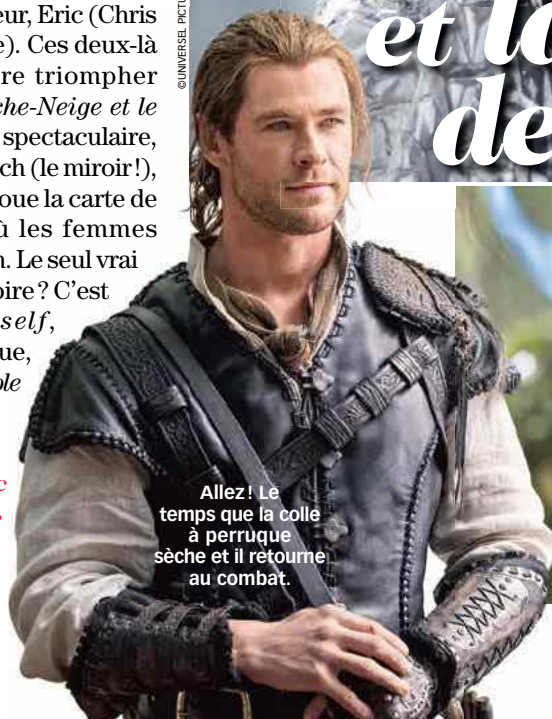 eur, Eric (Chris
e). Ces deux-là
re triompher
che-Neige et le
spectaculaire,
ch (le miroir !),
oue la carte de
ù les femmes
n. Le seul vrai
oire ? C’est
self,
ue,
ole
c
©UNIVERSEL PICTU
et la
de
Allez ! Le
temps que la colle
à perruque
sèche et il retourne
au combat.